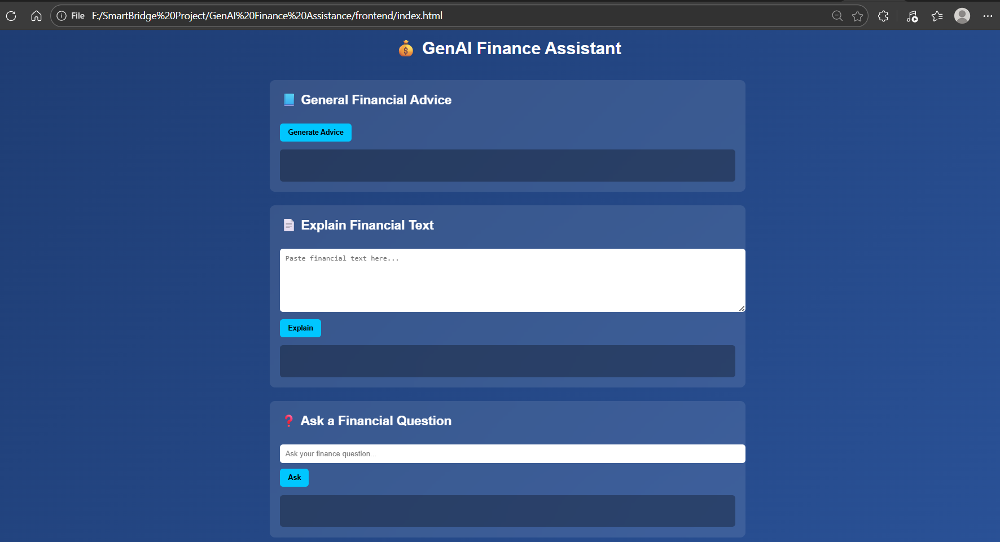 File F:/SmartBridge%20Project/GenAI%20Finance%20Assistance/frontend/index.html
💰 GenAI Finance Assistant
📘 General Financial Advice
Generate Advice
📄 Explain Financial Text
Paste financial text here...
Explain
❓ Ask a Financial Question
Ask your finance question...
Ask